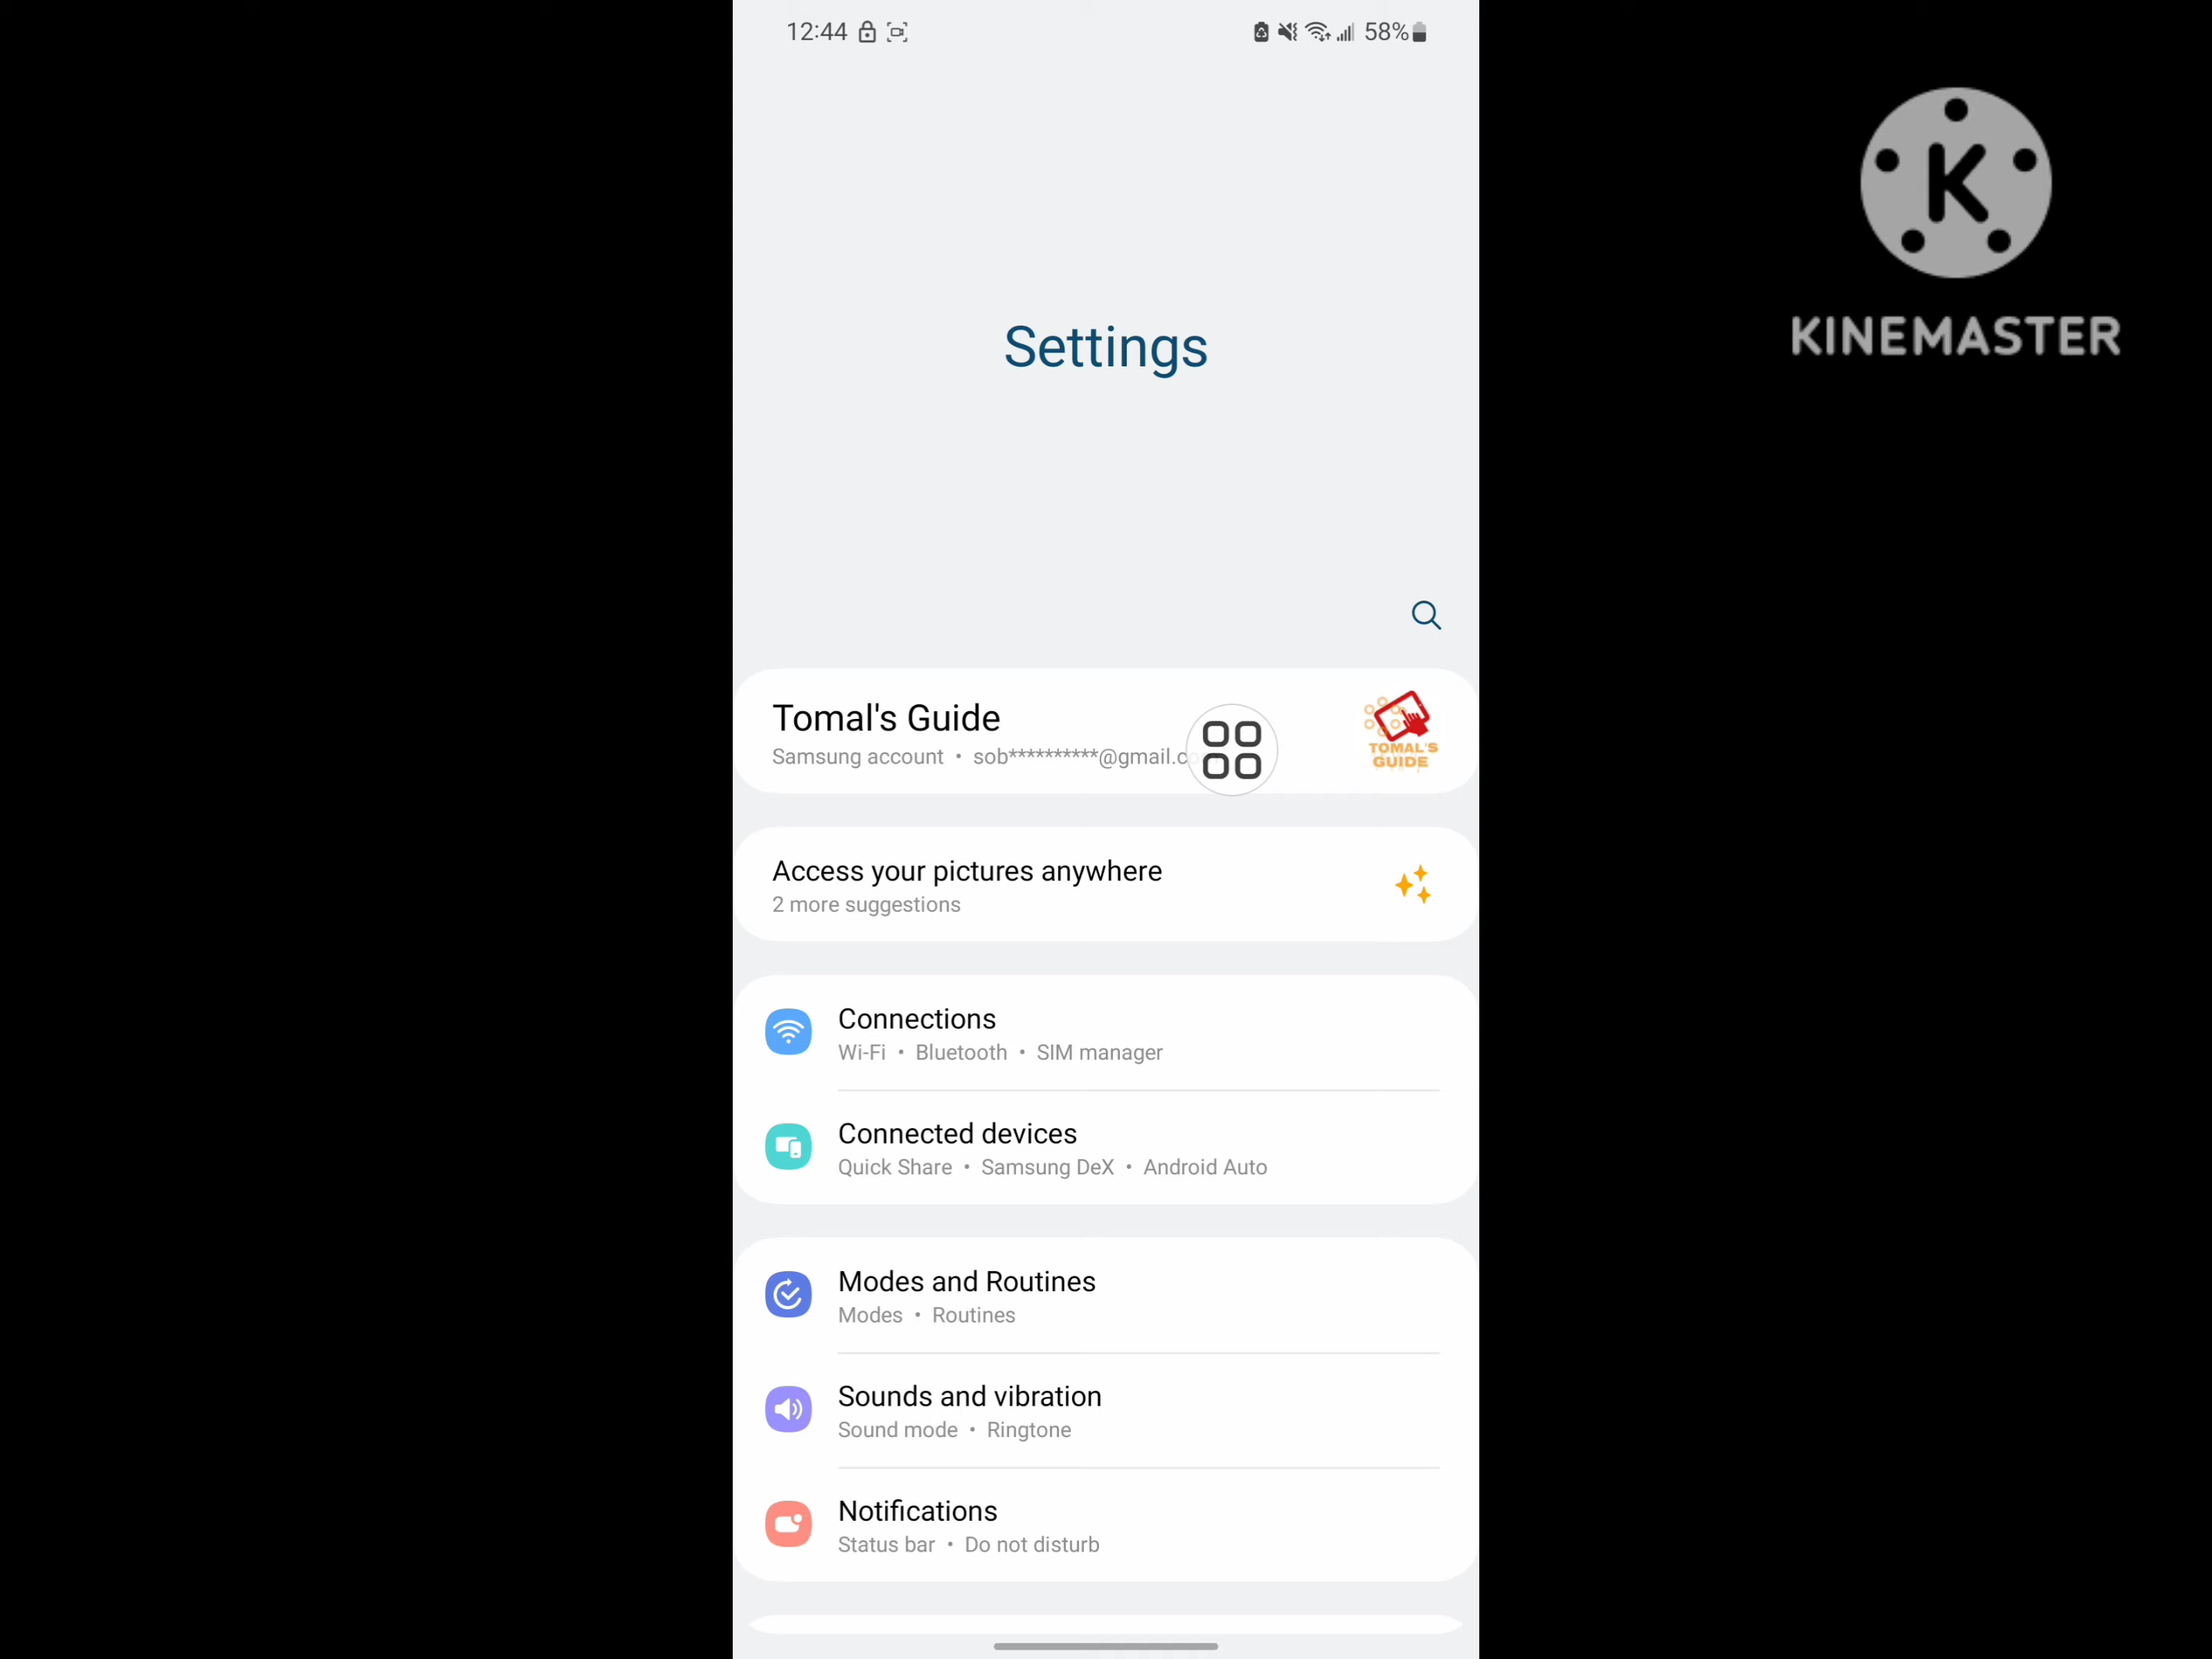 12:44
58%
K
KINEMASTER
Settings
Tomal's Guide
Samsung account • sob**********@gmail.c
TOMAL'S
GUIDE
Access your pictures anywhere
2 more suggestions
Connections
Wi-Fi • Bluetooth • SIM manager
Connected devices
Quick Share • Samsung DeX • Android Auto
Modes and Routines
Modes • Routines
Sounds and vibration
Sound mode • Ringtone
Notifications
Status bar • Do not disturb